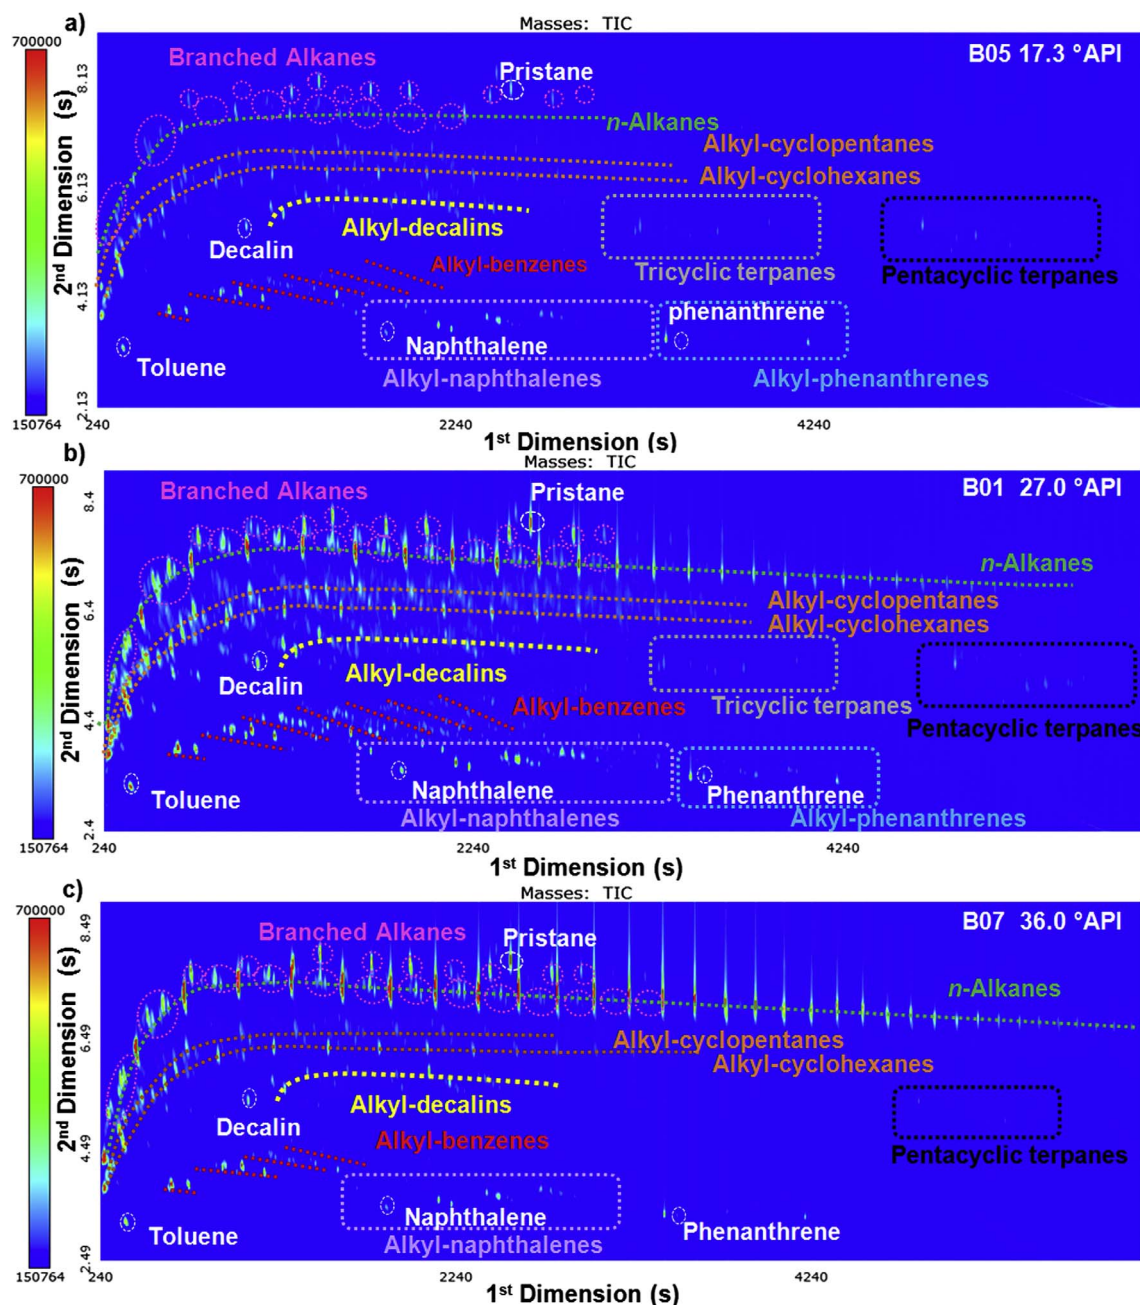 a)
Masses: TIC
700000
B05 17.3 °API
Branched Alkanes
Pristane
8.13
n-Alkanes
Alkyl-cyclopentanes
Alkyl-cyclohexanes
6.13
2nd Dimension (s)
Decalin
Alkyl-decalins
Alkyl-benzenes
Tricyclic terpanes
Pentacyclic terpanes
4.13
phenanthrene
Toluene
Naphthalene
Alkyl-naphthalenes
Alkyl-phenanthrenes
2.13
150764
240
2240
4240
1st Dimension (s)
b)
Masses: TIC
700000
B01 27.0 °API
Branched Alkanes
Pristane
8.4
n-Alkanes
Alkyl-cyclopentanes
Alkyl-cyclohexanes
6.4
2nd Dimension (s)
Decalin
Alkyl-decalins
Alkyl-benzenes
Tricyclic terpanes
Pentacyclic terpanes
4.4
Toluene
Naphthalene
Phenanthrene
Alkyl-naphthalenes
Alkyl-phenanthrenes
2.4
150764
240
2240
4240
1st Dimension (s)
c)
Masses: TIC
700000
B07 36.0 °API
Branched Alkanes
Pristane
8.49
n-Alkanes
Alkyl-cyclopentanes
Alkyl-cyclohexanes
6.49
2nd Dimension (s)
Decalin
Alkyl-decalins
Alkyl-benzenes
Pentacyclic terpanes
4.49
Toluene
Naphthalene
Phenanthrene
Alkyl-naphthalenes
2.49
150764
240
2240
4240
1st Dimension (s)